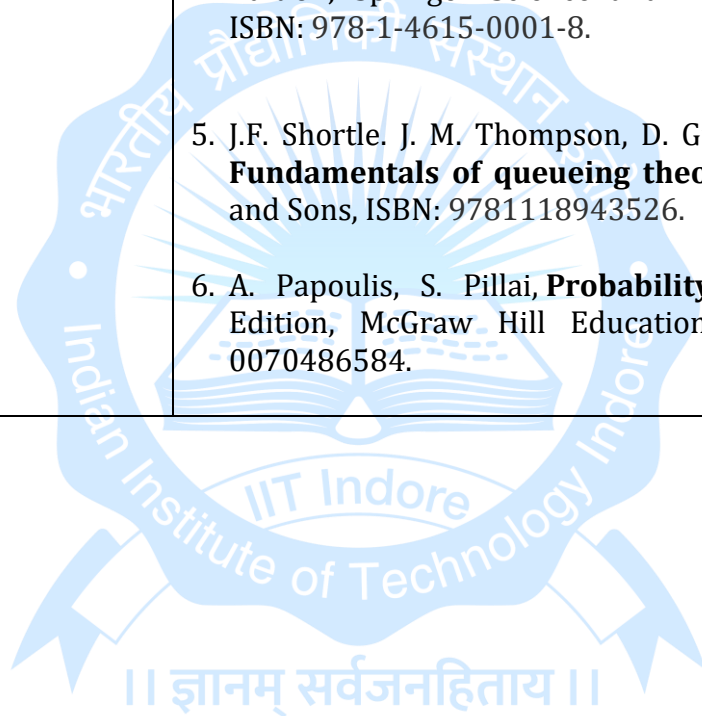 ISBN: 978-1-4615-0001-8.
5. J.F. Shortle. J. M. Thompson, D. G
Fundamentals of queueing
and Sons, ISBN: 9781118943526.
6. A. Papoulis, S. Pillai, Probability
Edition, McGraw Hill Education
0070486584.
भारतीय प्रौद्योगिकी संस्थान इंदौर
Indian Institute of Technology Indore
IIT Indore
।। ज्ञानम् सर्वजनहिताय ।।